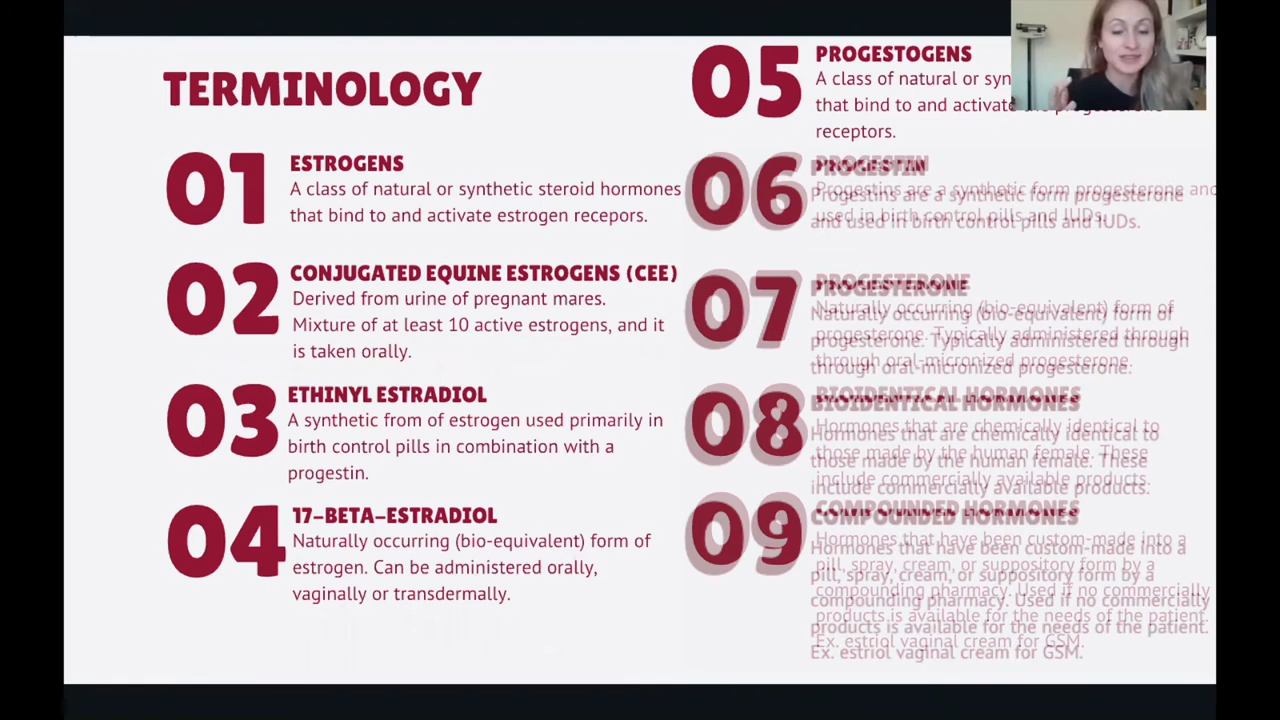 TERMINOLOGY
01
ESTROGENS
A class of natural or synthetic steroid hormones
that bind to and activate estrogen recepors.
02
CONJUGATED EQUINE ESTROGENS (CEE)
Derived from urine of pregnant mares.
Mixture of at least 10 active estrogens, and it
is taken orally.
03
ETHINYL ESTRADIOL
A synthetic from of estrogen used primarily in
birth control pills in combination with a
progestin.
04
17-BETA-ESTRADIOL
Naturally occurring (bio-equivalent) form of
estrogen. Can be administered orally,
vaginally or transdermally.
05
PROGESTOGENS
A class of natural or syn
that bind to and activate the progesterone
receptors.
06
PROGESTIN
Progestins are a synthetic form progesterone
and used in birth control pills and IUDs.
07
PROGESTERONE
Naturally occurring (bio-equivalent) form of
progesterone. Typically administered through
through oral-micronized progesterone.
08
BIOIDENTICAL HORMONES
Hormones that are chemically identical to
those made by the human female. These
include commercially available products.
09
COMPOUNDED HORMONES
Hormones that have been custom-made into a
pill, spray, cream, or suppository form by a
compounding pharmacy. Used if no commercially
products is available for the needs of the patient.
Ex. estriol vaginal cream for GSM.